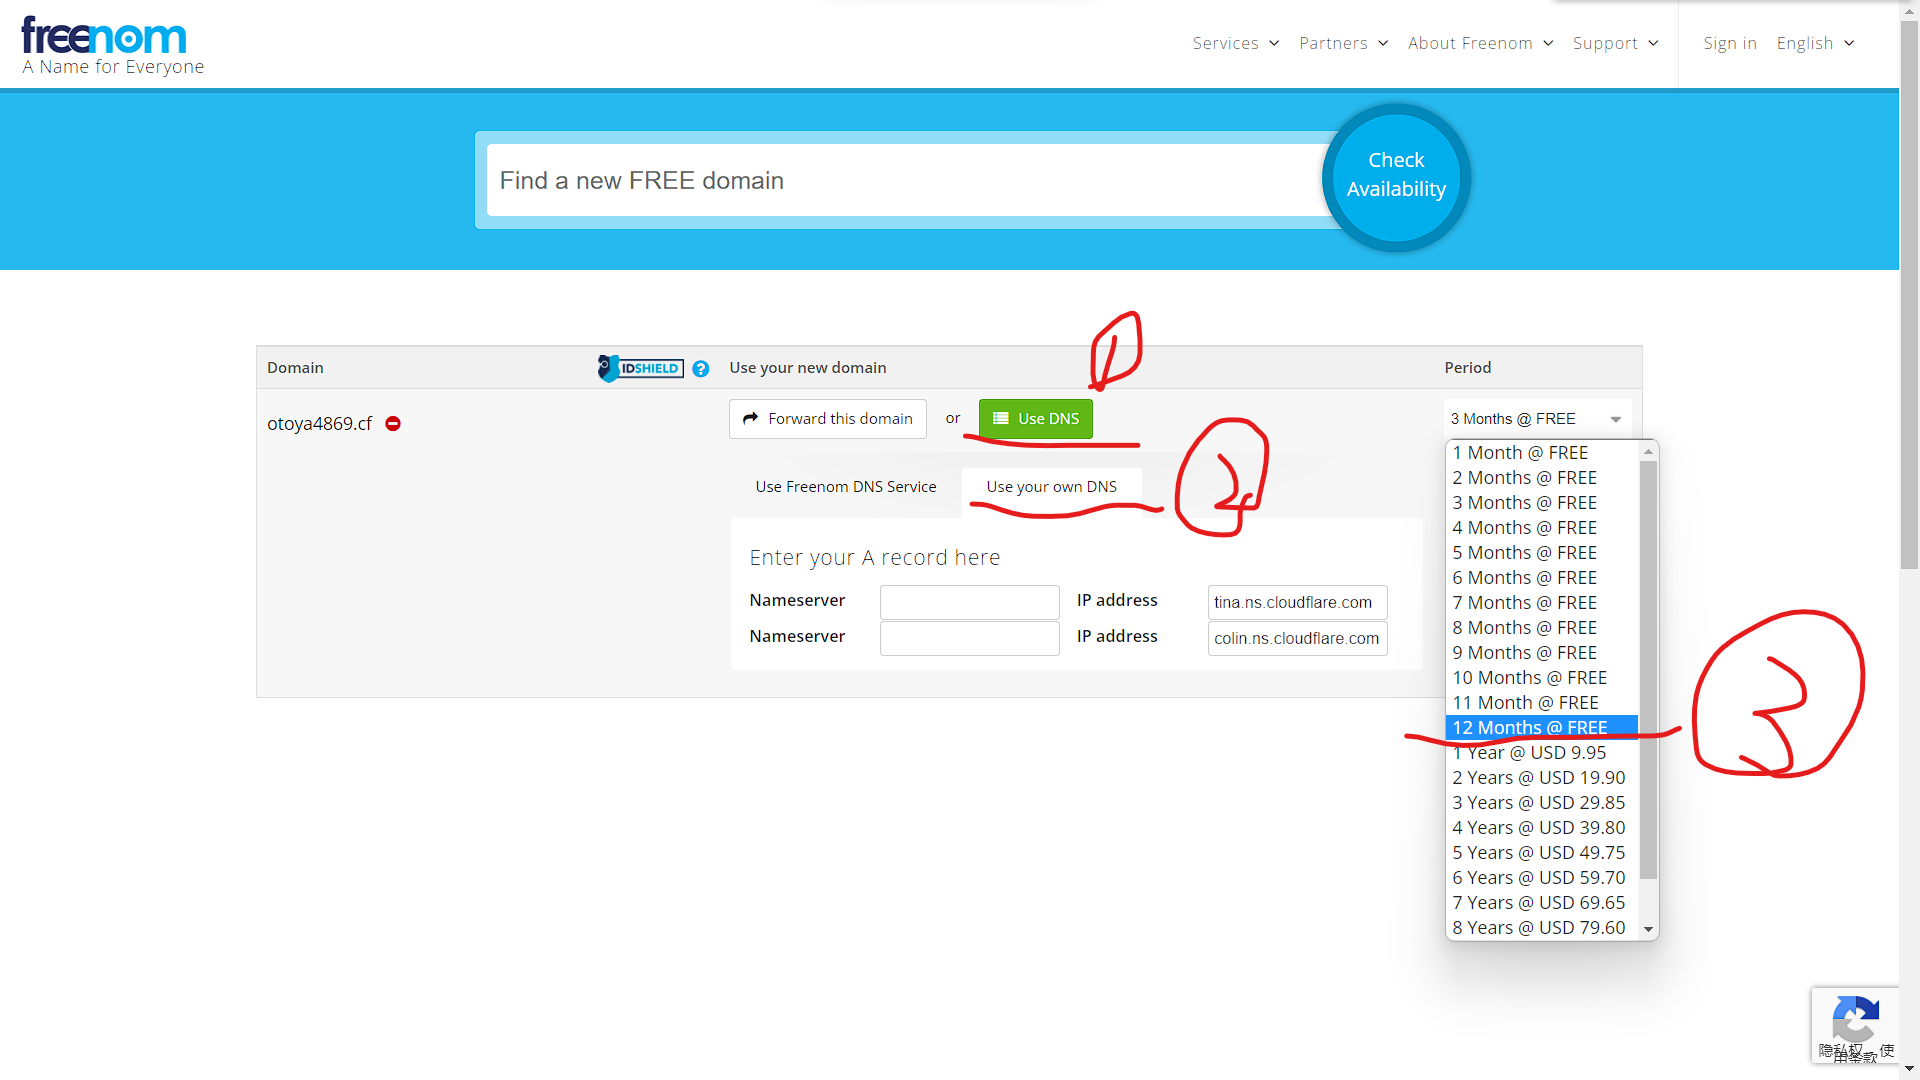 freenom
A Name for Everyone
Services Partners About Freenom Support Sign in English
Find a new FREE domain
Check
Availability
1
Domain IDSHIELD ? Use your new domain Period
otoya4869.cf Forward this domain or Use DNS 3 Months @ FREE
2
Use Freenom DNS Service Use your own DNS
Enter your A record here
Nameserver IP address tina.ns.cloudflare.com
Nameserver IP address colin.ns.cloudflare.com
1 Month @ FREE
2 Months @ FREE
3 Months @ FREE
4 Months @ FREE
5 Months @ FREE
6 Months @ FREE
7 Months @ FREE
8 Months @ FREE
9 Months @ FREE
10 Months @ FREE
11 Month @ FREE
12 Months @ FREE
3
1 Year @ USD 9.95
2 Years @ USD 19.90
3 Years @ USD 29.85
4 Years @ USD 39.80
5 Years @ USD 49.75
6 Years @ USD 59.70
7 Years @ USD 69.65
8 Years @ USD 79.60
隐私权 - 使
用条款